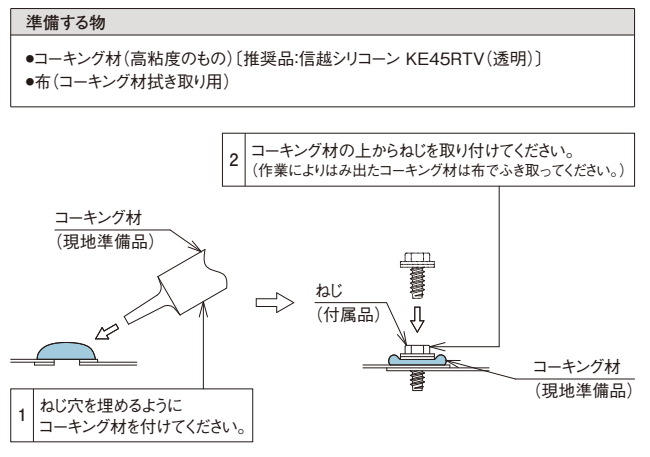 準備する物
●コーキング材(高粘度のもの)〔推奨品:信越シリコーン KE45RTV(透明)〕
●布(コーキング材拭き取り用)
2
コーキング材の上からねじを取り付けてください。
(作業によりはみ出たコーキング材は布でふき取ってください。)
コーキング材
(現地準備品)
ねじ
(付属品)
コーキング材
(現地準備品)
1
ねじ穴を埋めるように
コーキング材を付けてください。